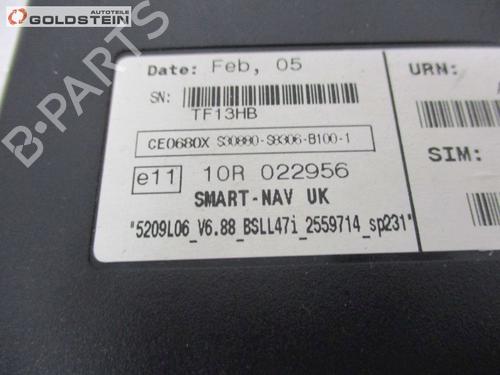 GOLDSTEIN
AUTOTEILE
B-PARTS
Date: Feb, 05
URN:
SN:
TF13HB
CE0680X S30880-S8306-B100-1
SIM:
e11 10R 022956
SMART-NAV UK
"5209L06_V6.88_BSLL47i_2559714_sp231"